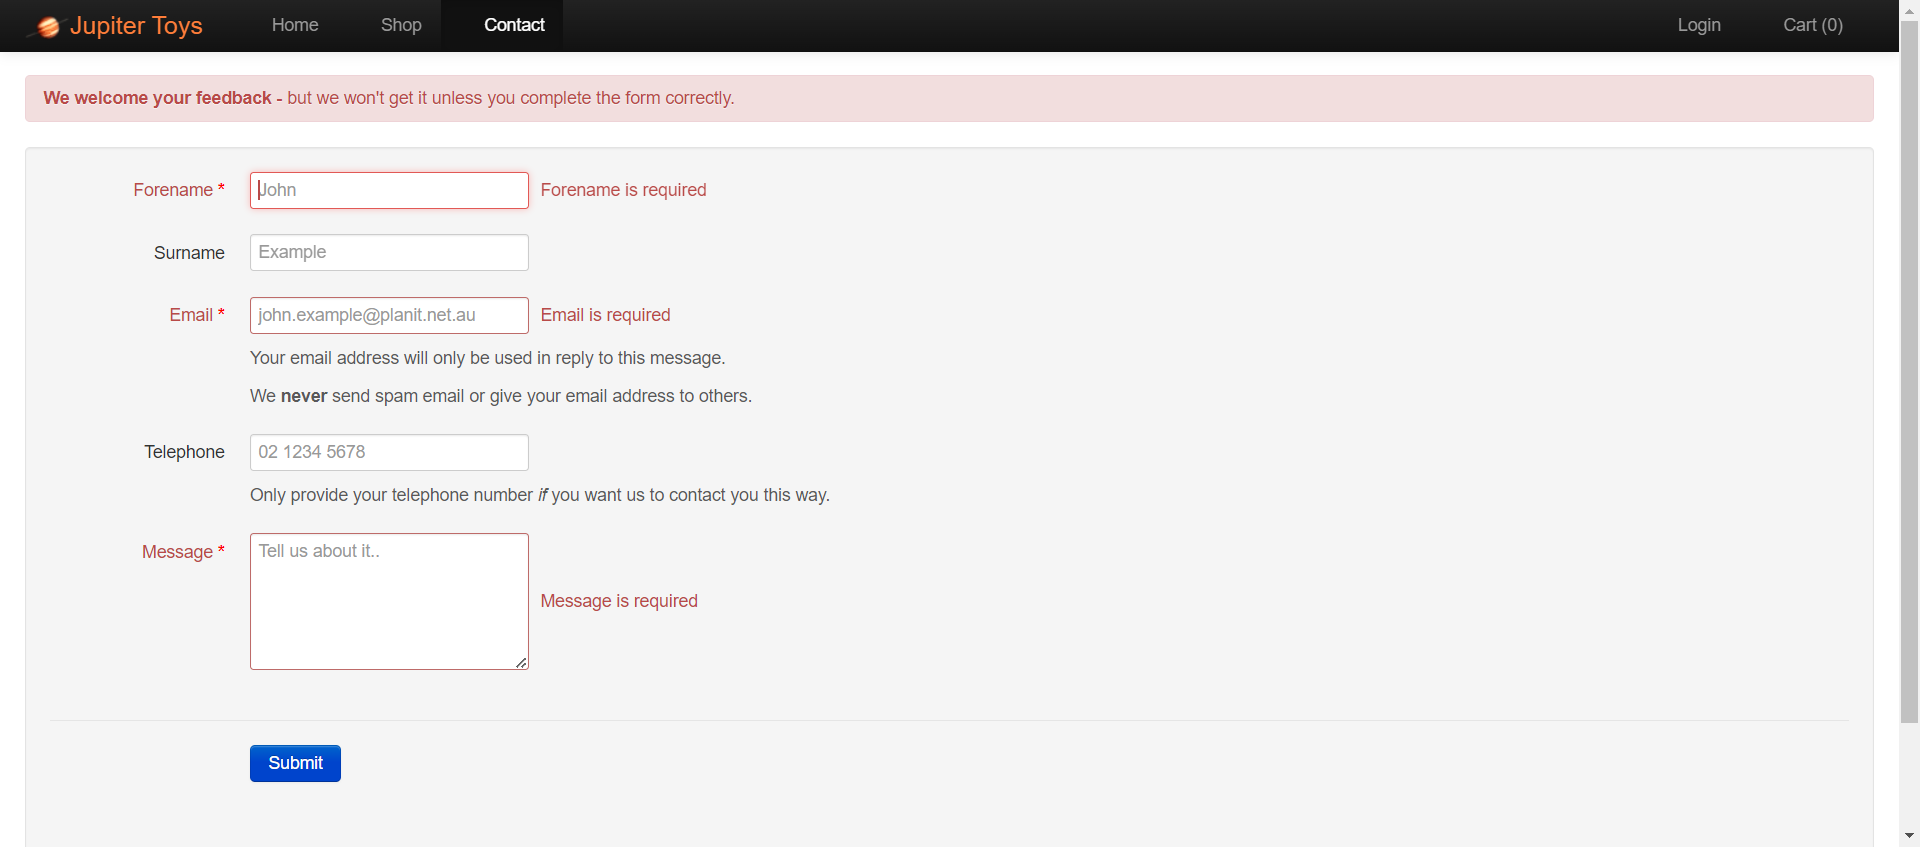 Jupiter Toys Home Shop Contact Login Cart (0)
We welcome your feedback - but we won't get it unless you complete the form correctly.
Forename * John Forename is required
Surname Example
Email * john.example@planit.net.au Email is required
Your email address will only be used in reply to this message.
We never send spam email or give your email address to others.
Telephone 02 1234 5678
Only provide your telephone number if you want us to contact you this way.
Message * Tell us about it..
Message is required
Submit